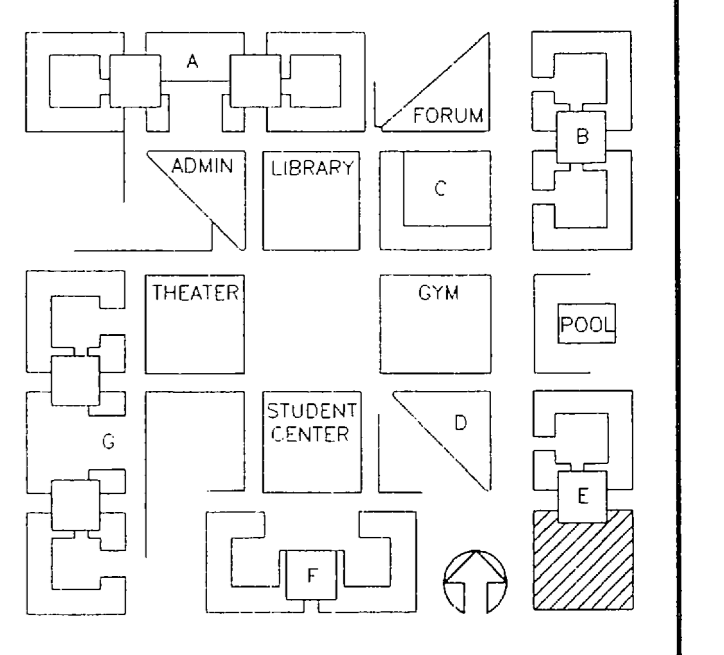 A
FORUM
B
ADMIN
LIBRARY
C
THEATER
GYM
POOL
STUDENT
CENTER
D
G
E
F